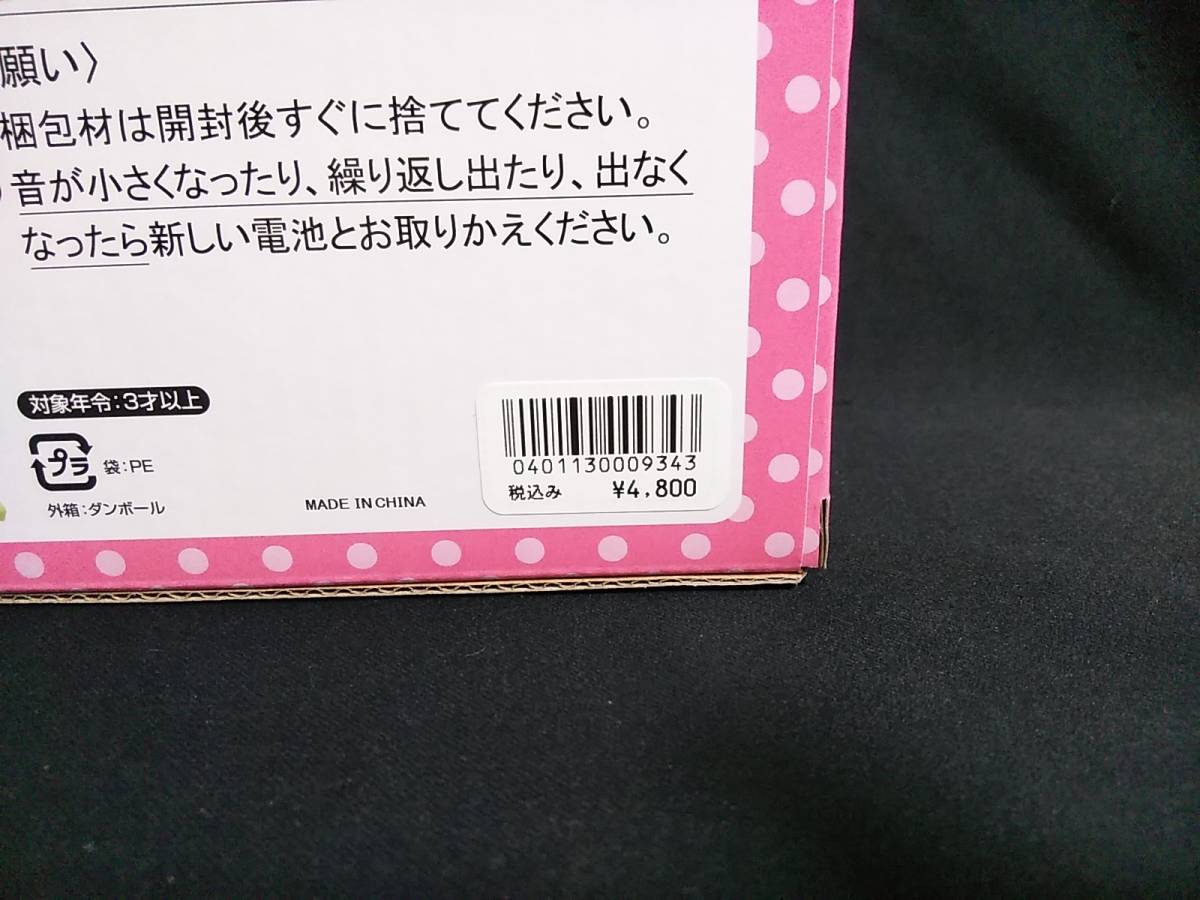 願い〉
梱包材は開封後すぐに捨ててください。
音が小さくなったり、繰り返し出たり、出なく
なったら新しい電池とお取りかえください。
対象年令:3才以上
プラ 袋:PE
外箱:ダンボール
MADE IN CHINA
0401130009343
税込み ¥4,800